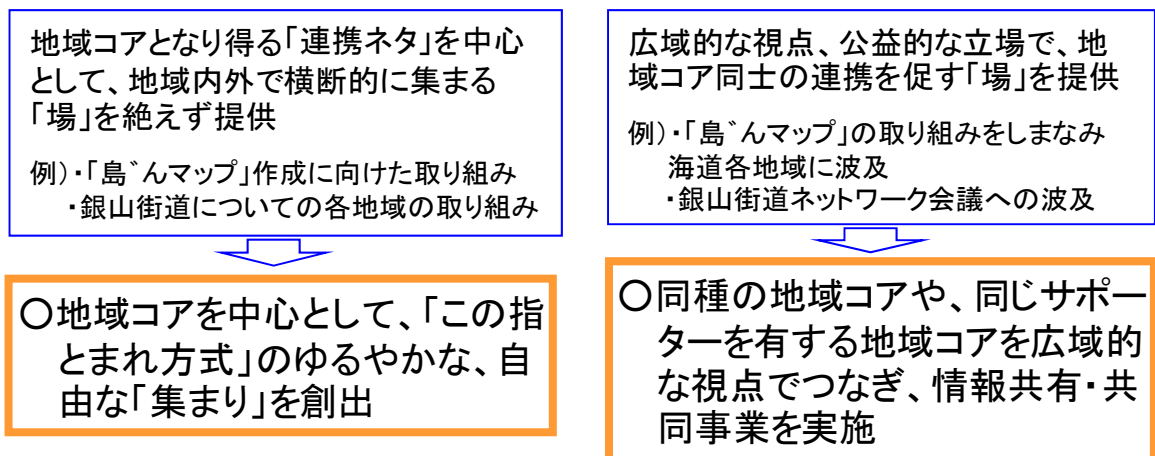 地域コアとなり得る「連携ネタ」を中心
として、地域内外で横断的に集まる
「場」を絶えず提供
例)・「島゛んマップ」作成に向けた取り組み
・銀山街道についての各地域の取り組み
〇地域コアを中心として、「この指
とまれ方式」のゆるやかな、自
由な「集まり」を創出
広域的な視点、公益的な立場で、地
域コア同士の連携を促す「場」を提供
例)・「島゛んマップ」の取り組みをしまなみ
海道各地域に波及
・銀山街道ネットワーク会議への波及
〇同種の地域コアや、同じサポー
ターを有する地域コアを広域的
な視点でつなぎ、情報共有・共
同事業を実施